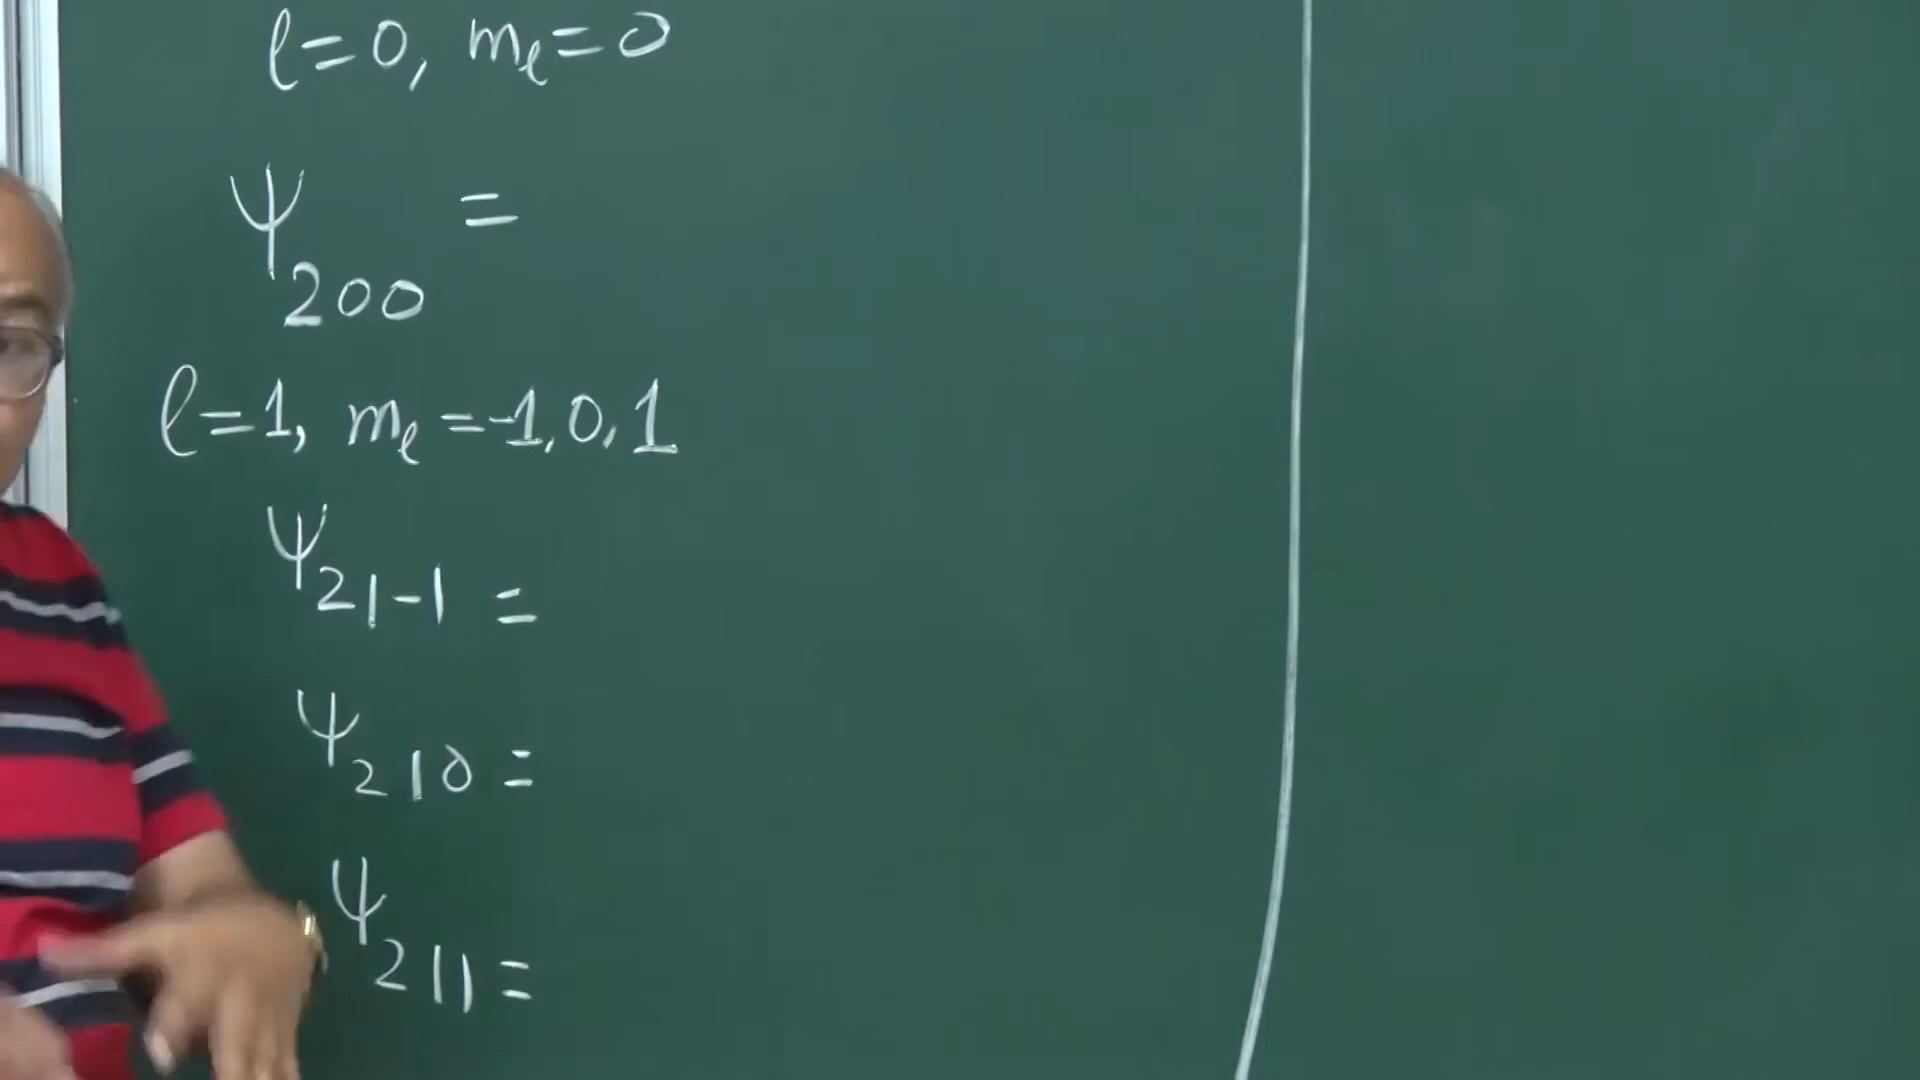 l=0, mₗ=0
ψ₂₀₀ =
l=1, mₗ=-1,0,1
ψ₂₁₋₁ =
ψ₂₁₀ =
ψ₂₁₁ =